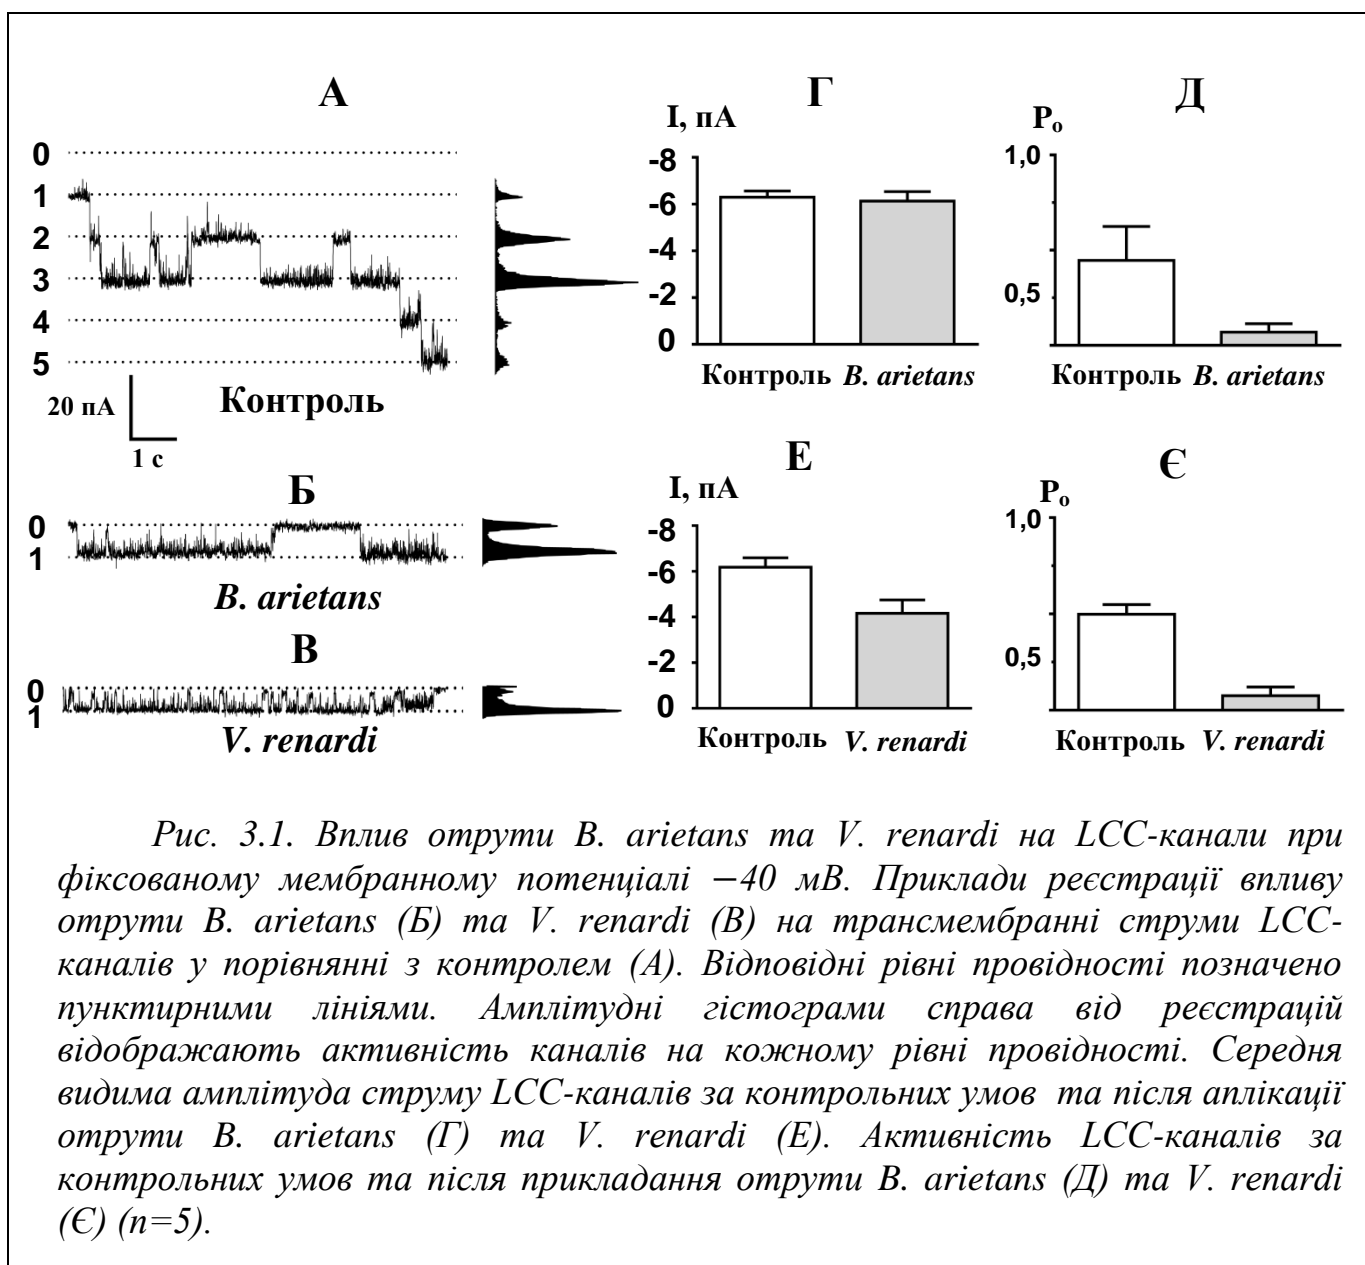 А
0
1
2
3
4
5
20 пА
1 с
Контроль
Б
0
1
B. arietans
В
0
1
V. renardi
Г
I, пА
-8
-6
-4
-2
0
Контроль B. arietans
Д
Pₒ
1,0
0,5
Контроль B. arietans
Е
I, пА
-8
-6
-4
-2
0
Контроль V. renardi
Є
Pₒ
1,0
0,5
Контроль V. renardi
Рис. 3.1. Вплив отрути B. arietans та V. renardi на LCC-канали при
фіксованому мембранному потенціалі −40 мВ. Приклади реєстрації впливу
отрути B. arietans (Б) та V. renardi (В) на трансмембранні струми LCC-
каналів у порівнянні з контролем (А). Відповідні рівні провідності позначено
пунктирними лініями. Амплітудні гістограми справа від реєстрацій
відображають активність каналів на кожному рівні провідності. Середня
видима амплітуда струму LCC-каналів за контрольних умов та після аплікації
отрути B. arietans (Г) та V. renardi (Е). Активність LCC-каналів за
контрольних умов та після прикладання отрути B. arietans (Д) та V. renardi
(Є) (n=5).